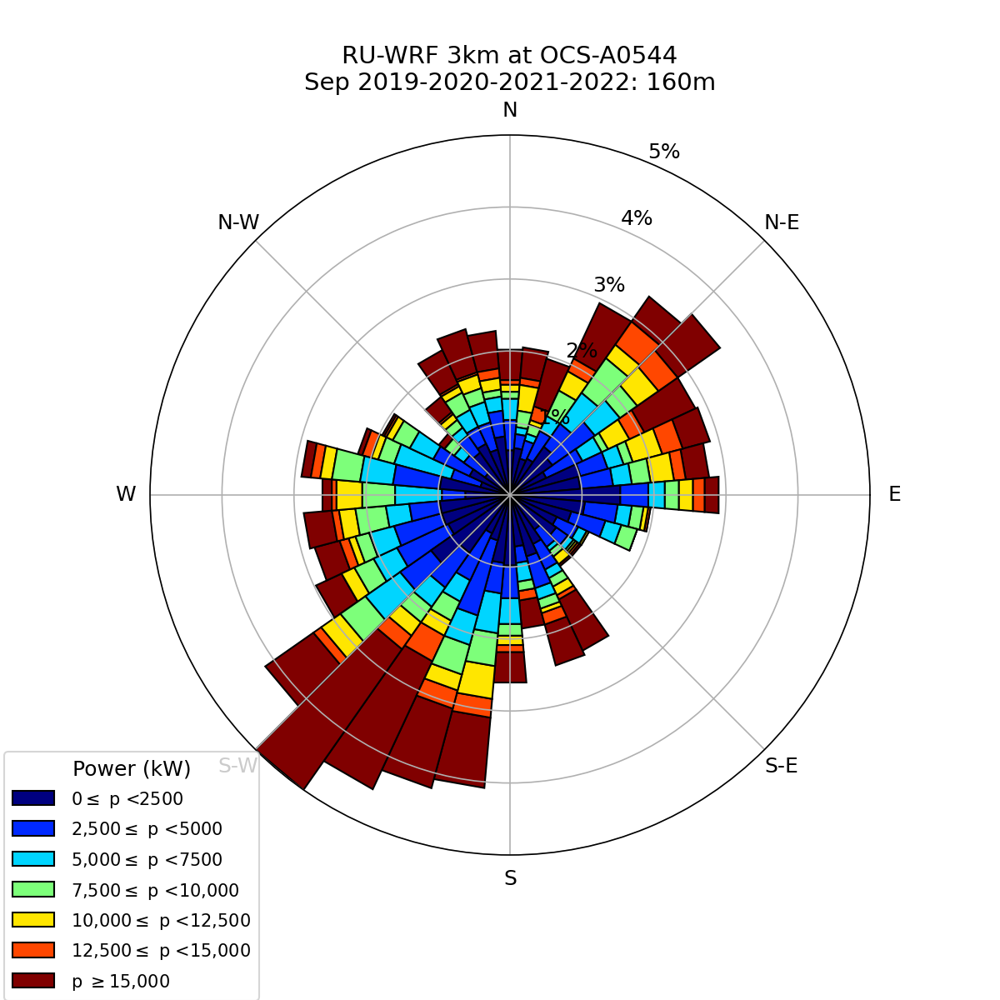 RU-WRF 3km at OCS-A0544
Sep 2019-2020-2021-2022: 160m
N
5%
N-W
4%
N-E
3%
2%
1%
W
E
S-W
S-E
S
Power (kW)
0≤ p <2500
2,500≤ p <5000
5,000≤ p <7500
7,500≤ p <10,000
10,000≤ p <12,500
12,500≤ p <15,000
p ≥15,000